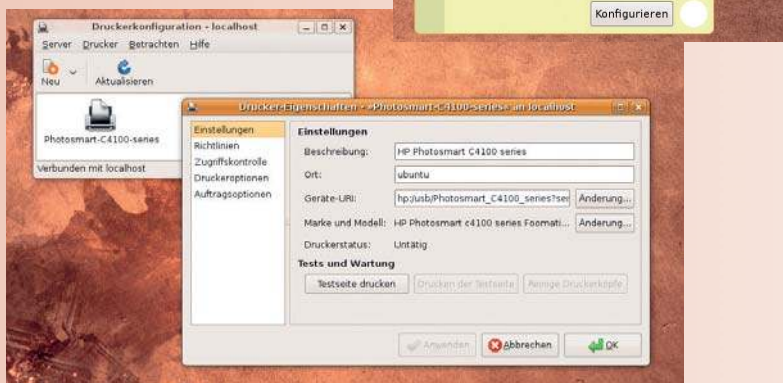 Konfigurieren
Druckerkonfiguration - localhost
Server Drucker Betrachten Hilfe
Neu Aktualisieren
Photosmart-C4100-series
Verbunden mit localhost
Drucker-Eigenschaften - »Photosmart-C4100-series« an localhost
Einstellungen
Richtlinien
Zugriffskontrolle
Druckeroptionen
Auftragsoptionen
Einstellungen
Beschreibung: HP Photosmart C4100 series
Ort: ubuntu
Geräte-URI: hp:/usb/Photosmart_C4100_series?ser Änderung...
Marke und Modell: HP Photosmart c4100 series Foomati... Änderung...
Druckerstatus: Untätig
Tests und Wartung
Testseite drucken Drucken der Testseite Reinige Druckerköpfe
Anwenden Abbrechen OK